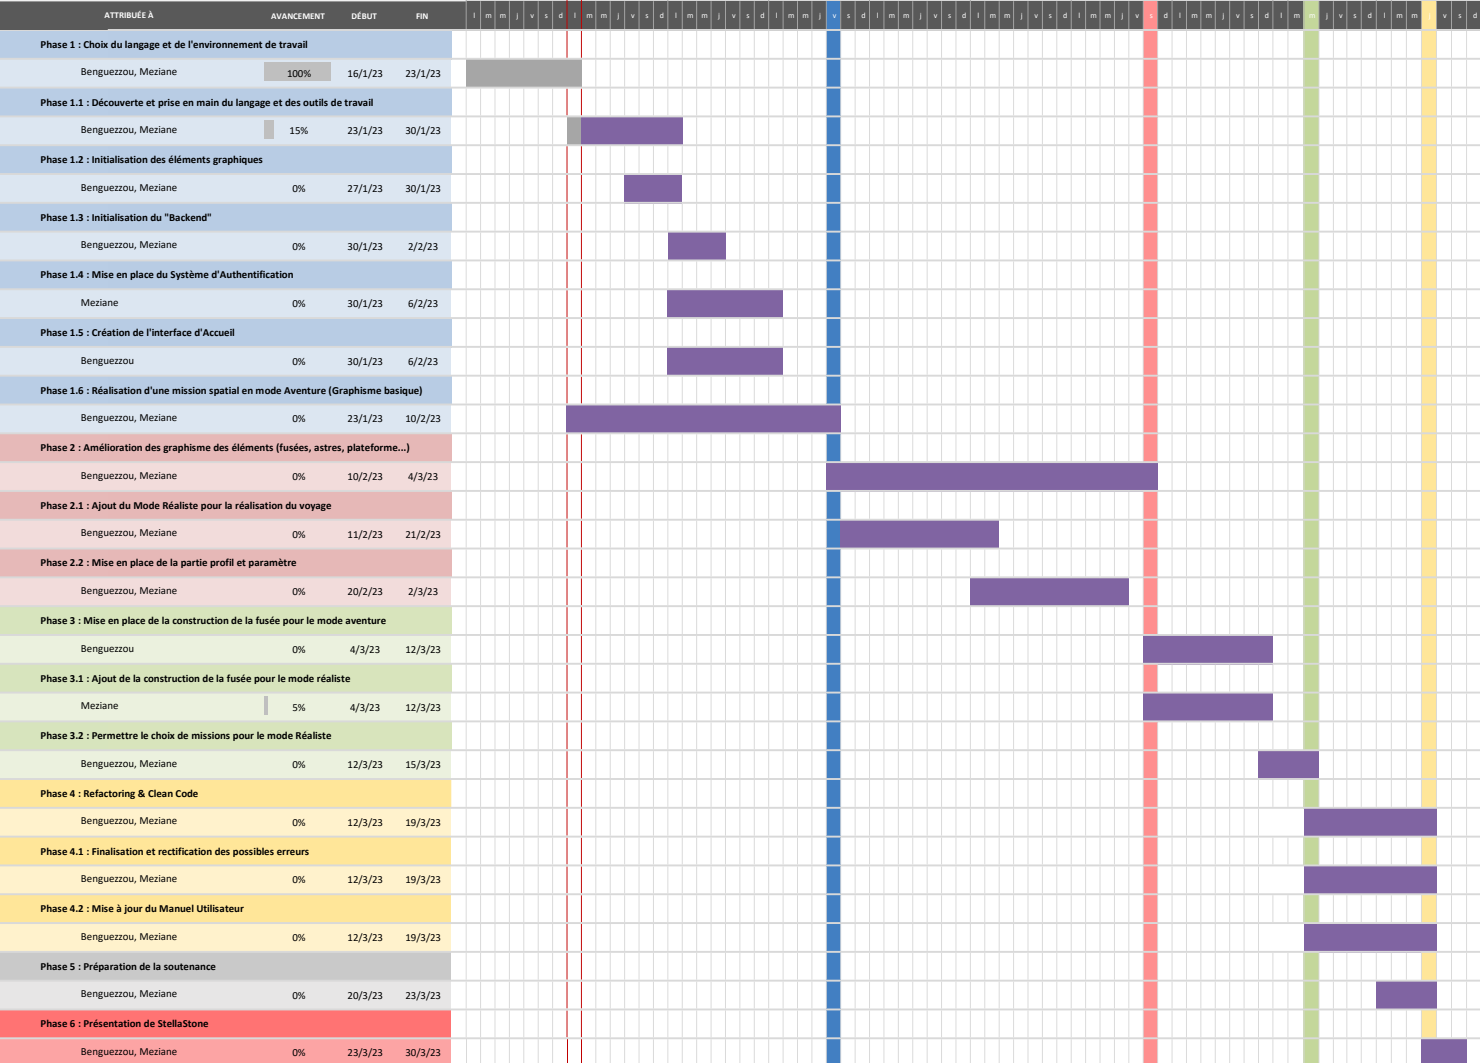 ATTRIBUÉE À AVANCEMENT DÉBUT FIN l m m j v s d l m m j v s d l m m j v s d l m m j v s d l m m j v s d l m m j v s d l m m j v s d l m m j v s d l m m j v s d l m m j v s d
Phase 1 : Choix du langage et de l'environnement de travail
Benguezzou, Meziane 100% 16/1/23 23/1/23
Phase 1.1 : Découverte et prise en main du langage et des outils de travail
Benguezzou, Meziane 15% 23/1/23 30/1/23
Phase 1.2 : Initialisation des éléments graphiques
Benguezzou, Meziane 0% 27/1/23 30/1/23
Phase 1.3 : Initialisation du "Backend"
Benguezzou, Meziane 0% 30/1/23 2/2/23
Phase 1.4 : Mise en place du Système d'Authentification
Meziane 0% 30/1/23 6/2/23
Phase 1.5 : Création de l'interface d'Accueil
Benguezzou 0% 30/1/23 6/2/23
Phase 1.6 : Réalisation d'une mission spatial en mode Aventure (Graphisme basique)
Benguezzou, Meziane 0% 23/1/23 10/2/23
Phase 2 : Amélioration des graphisme des éléments (fusées, astres, plateforme...)
Benguezzou, Meziane 0% 10/2/23 4/3/23
Phase 2.1 : Ajout du Mode Réaliste pour la réalisation du voyage
Benguezzou, Meziane 0% 11/2/23 21/2/23
Phase 2.2 : Mise en place de la partie profil et paramètre
Benguezzou, Meziane 0% 20/2/23 2/3/23
Phase 3 : Mise en place de la construction de la fusée pour le mode aventure
Benguezzou 0% 4/3/23 12/3/23
Phase 3.1 : Ajout de la construction de la fusée pour le mode réaliste
Meziane 5% 4/3/23 12/3/23
Phase 3.2 : Permettre le choix de missions pour le mode Réaliste
Benguezzou, Meziane 0% 12/3/23 15/3/23
Phase 4 : Refactoring & Clean Code
Benguezzou, Meziane 0% 12/3/23 19/3/23
Phase 4.1 : Finalisation et rectification des possibles erreurs
Benguezzou, Meziane 0% 12/3/23 19/3/23
Phase 4.2 : Mise à jour du Manuel Utilisateur
Benguezzou, Meziane 0% 12/3/23 19/3/23
Phase 5 : Préparation de la soutenance
Benguezzou, Meziane 0% 20/3/23 23/3/23
Phase 6 : Présentation de StellaStone
Benguezzou, Meziane 0% 23/3/23 30/3/23